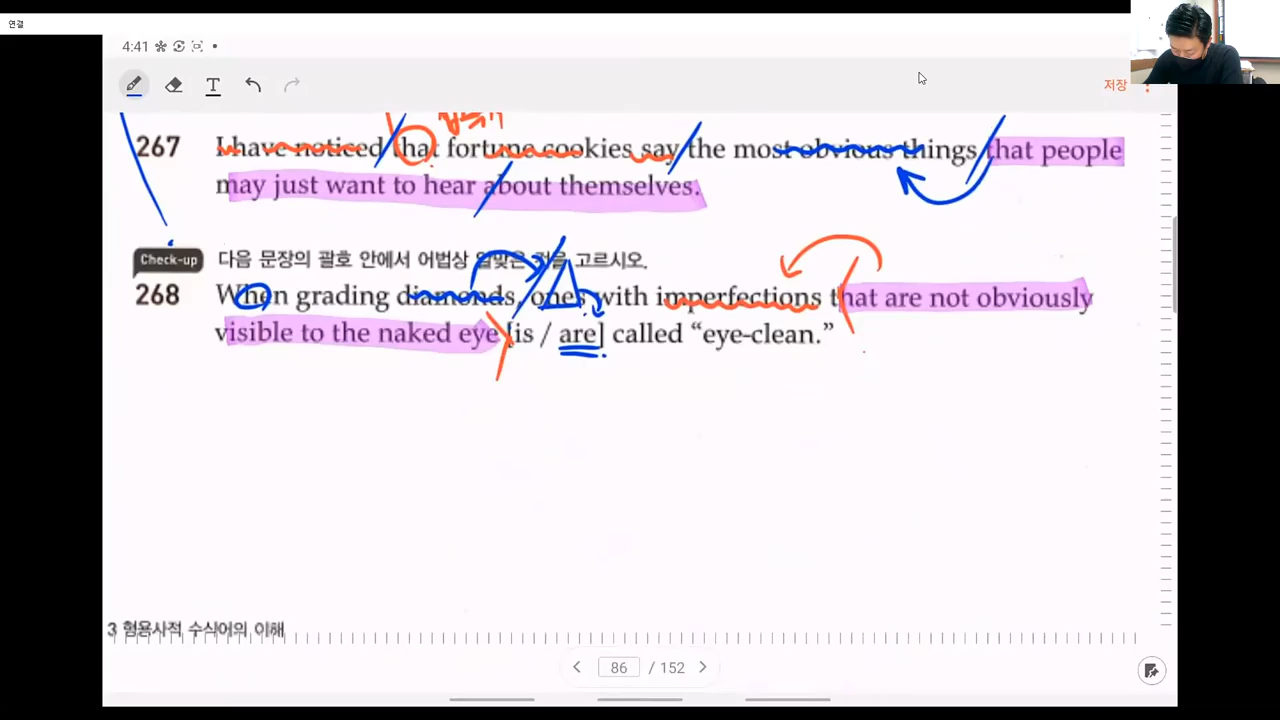 연결
4:41
저장
267 I have noticed that fortune cookies say the most obvious things that people
may just want to hear about themselves.
Check-up 다음 문장의 괄호 안에서 어법상 알맞은 것을 고르시오.
268 When grading diamonds, ones with imperfections that are not obviously
visible to the naked eye [is / are] called “eye-clean.”
3 형용사적 수식어의 이해
86 / 152